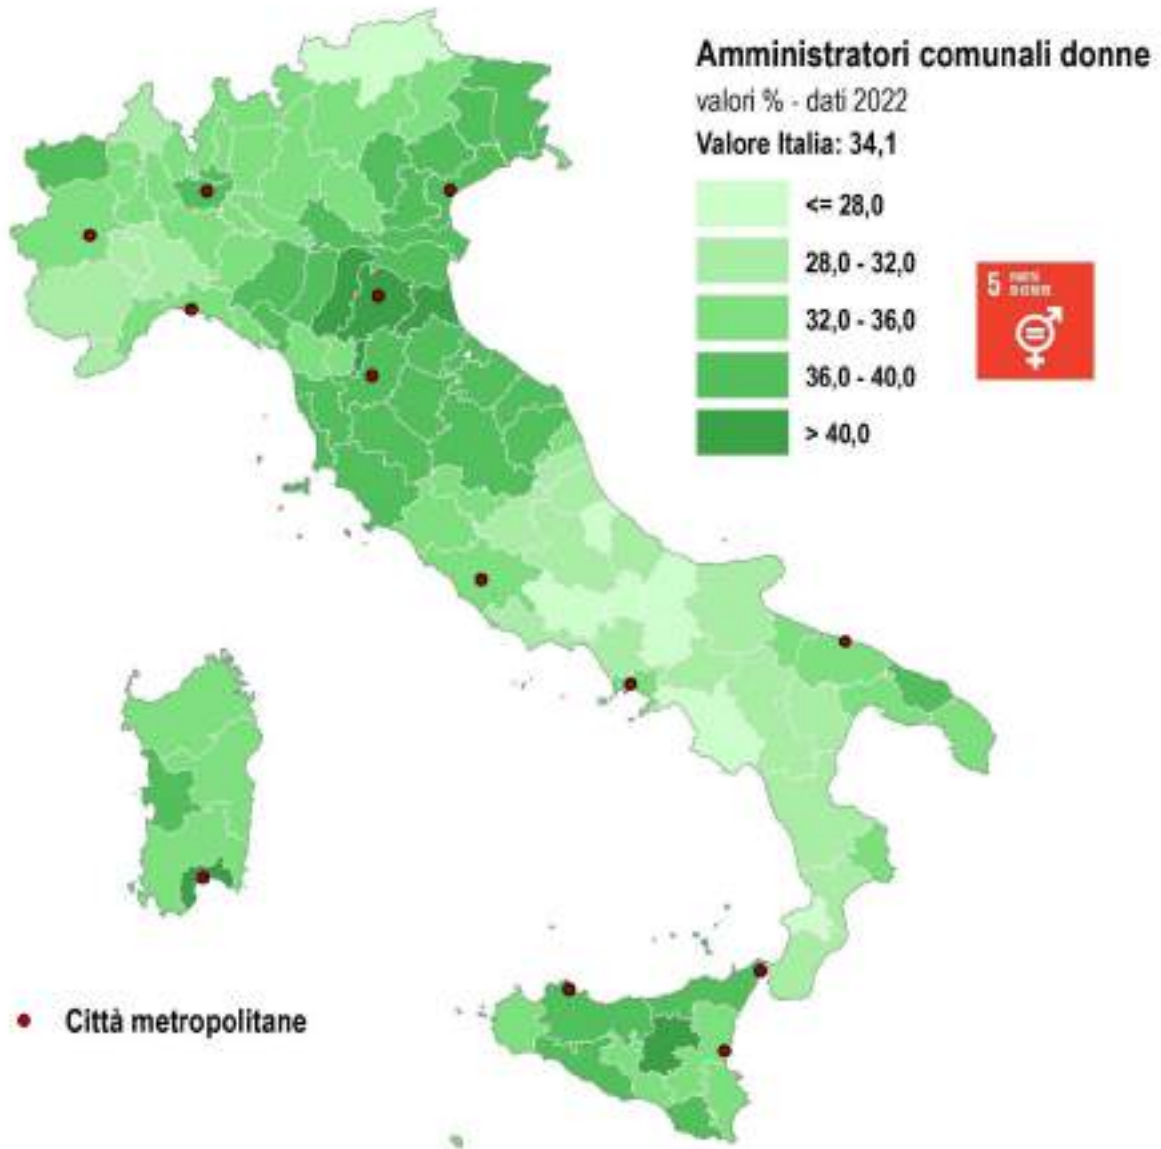 Amministratori comunali donne
valori % - dati 2022
Valore Italia: 34,1
<= 28,0
28,0 - 32,0
32,0 - 36,0
36,0 - 40,0
> 40,0
5
Città metropolitane